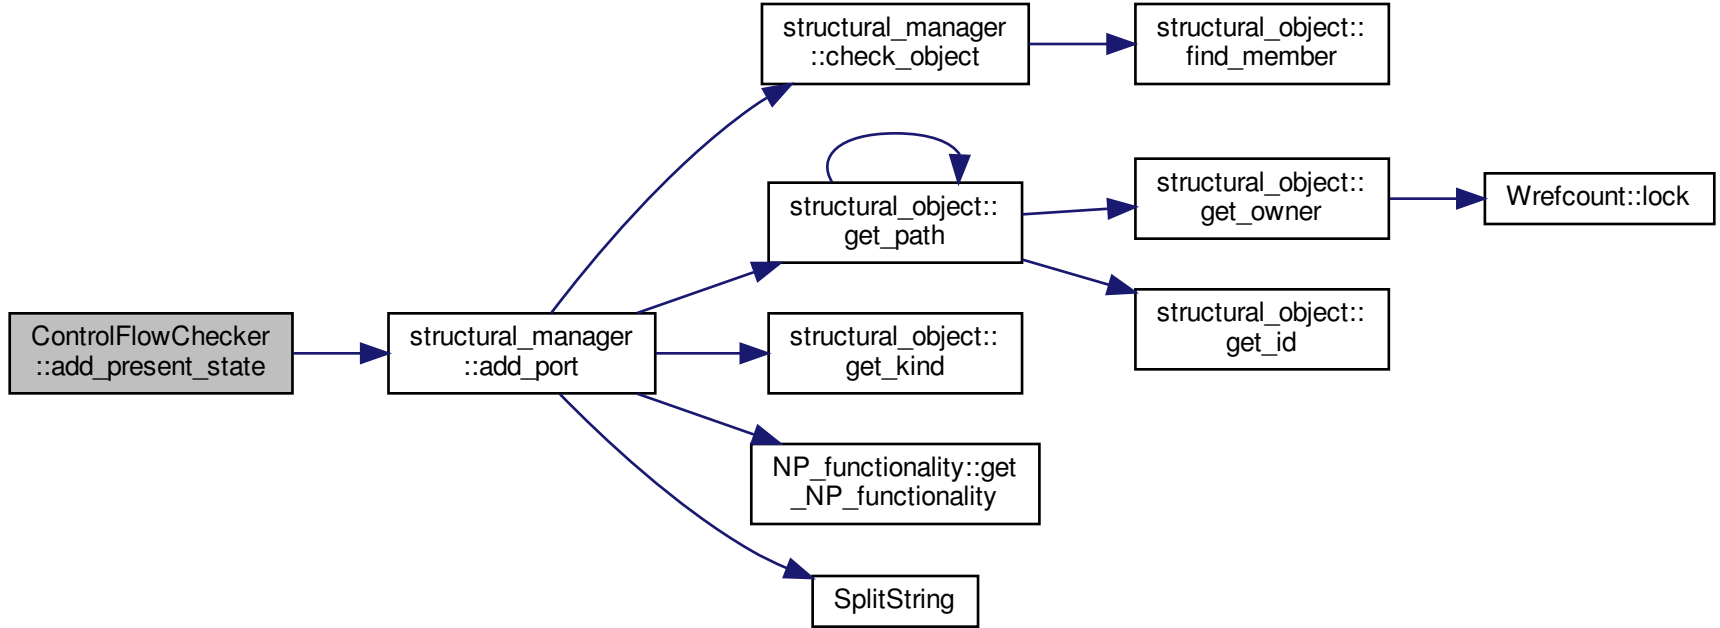 ControlFlowChecker
::add_present_state
structural_manager
::add_port
structural_manager
::check_object
structural_object::
find_member
structural_object::
get_path
structural_object::
get_owner
Wrefcount::lock
structural_object::
get_id
structural_object::
get_kind
NP_functionality::get
_NP_functionality
SplitString